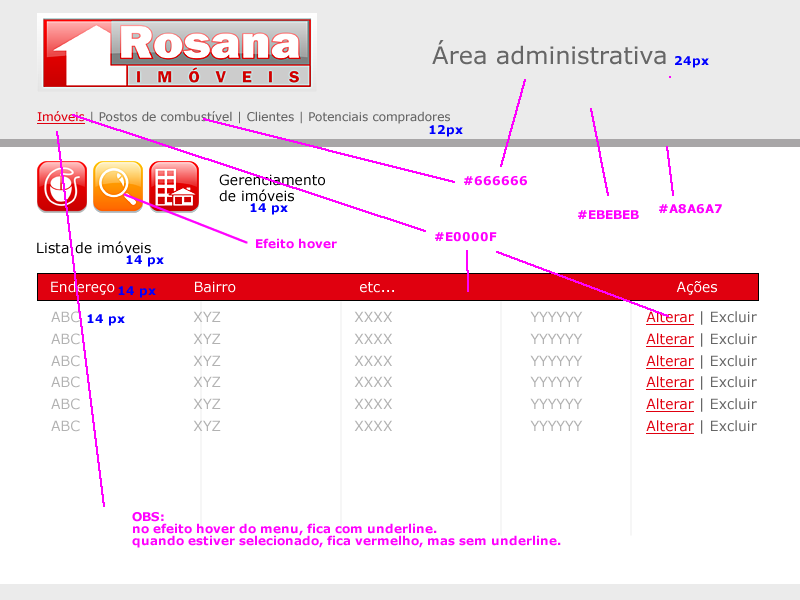 Rosana
IMÓVEIS
Área administrativa 24px
Imóveis | Postos de combustível | Clientes | Potenciais compradores
12px
Gerenciamento
de imóveis
14 px
#666666
#EBEBEB
#A8A6A7
#E0000F
Efeito hover
Lista de imóveis
14 px
Endereço 14 px Bairro etc... Ações
ABC 14 px XYZ XXXX YYYYYY Alterar | Excluir
ABC XYZ XXXX YYYYYY Alterar | Excluir
ABC XYZ XXXX YYYYYY Alterar | Excluir
ABC XYZ XXXX YYYYYY Alterar | Excluir
ABC XYZ XXXX YYYYYY Alterar | Excluir
ABC XYZ XXXX YYYYYY Alterar | Excluir
OBS:
no efeito hover do menu, fica com underline.
quando estiver selecionado, fica vermelho, mas sem underline.